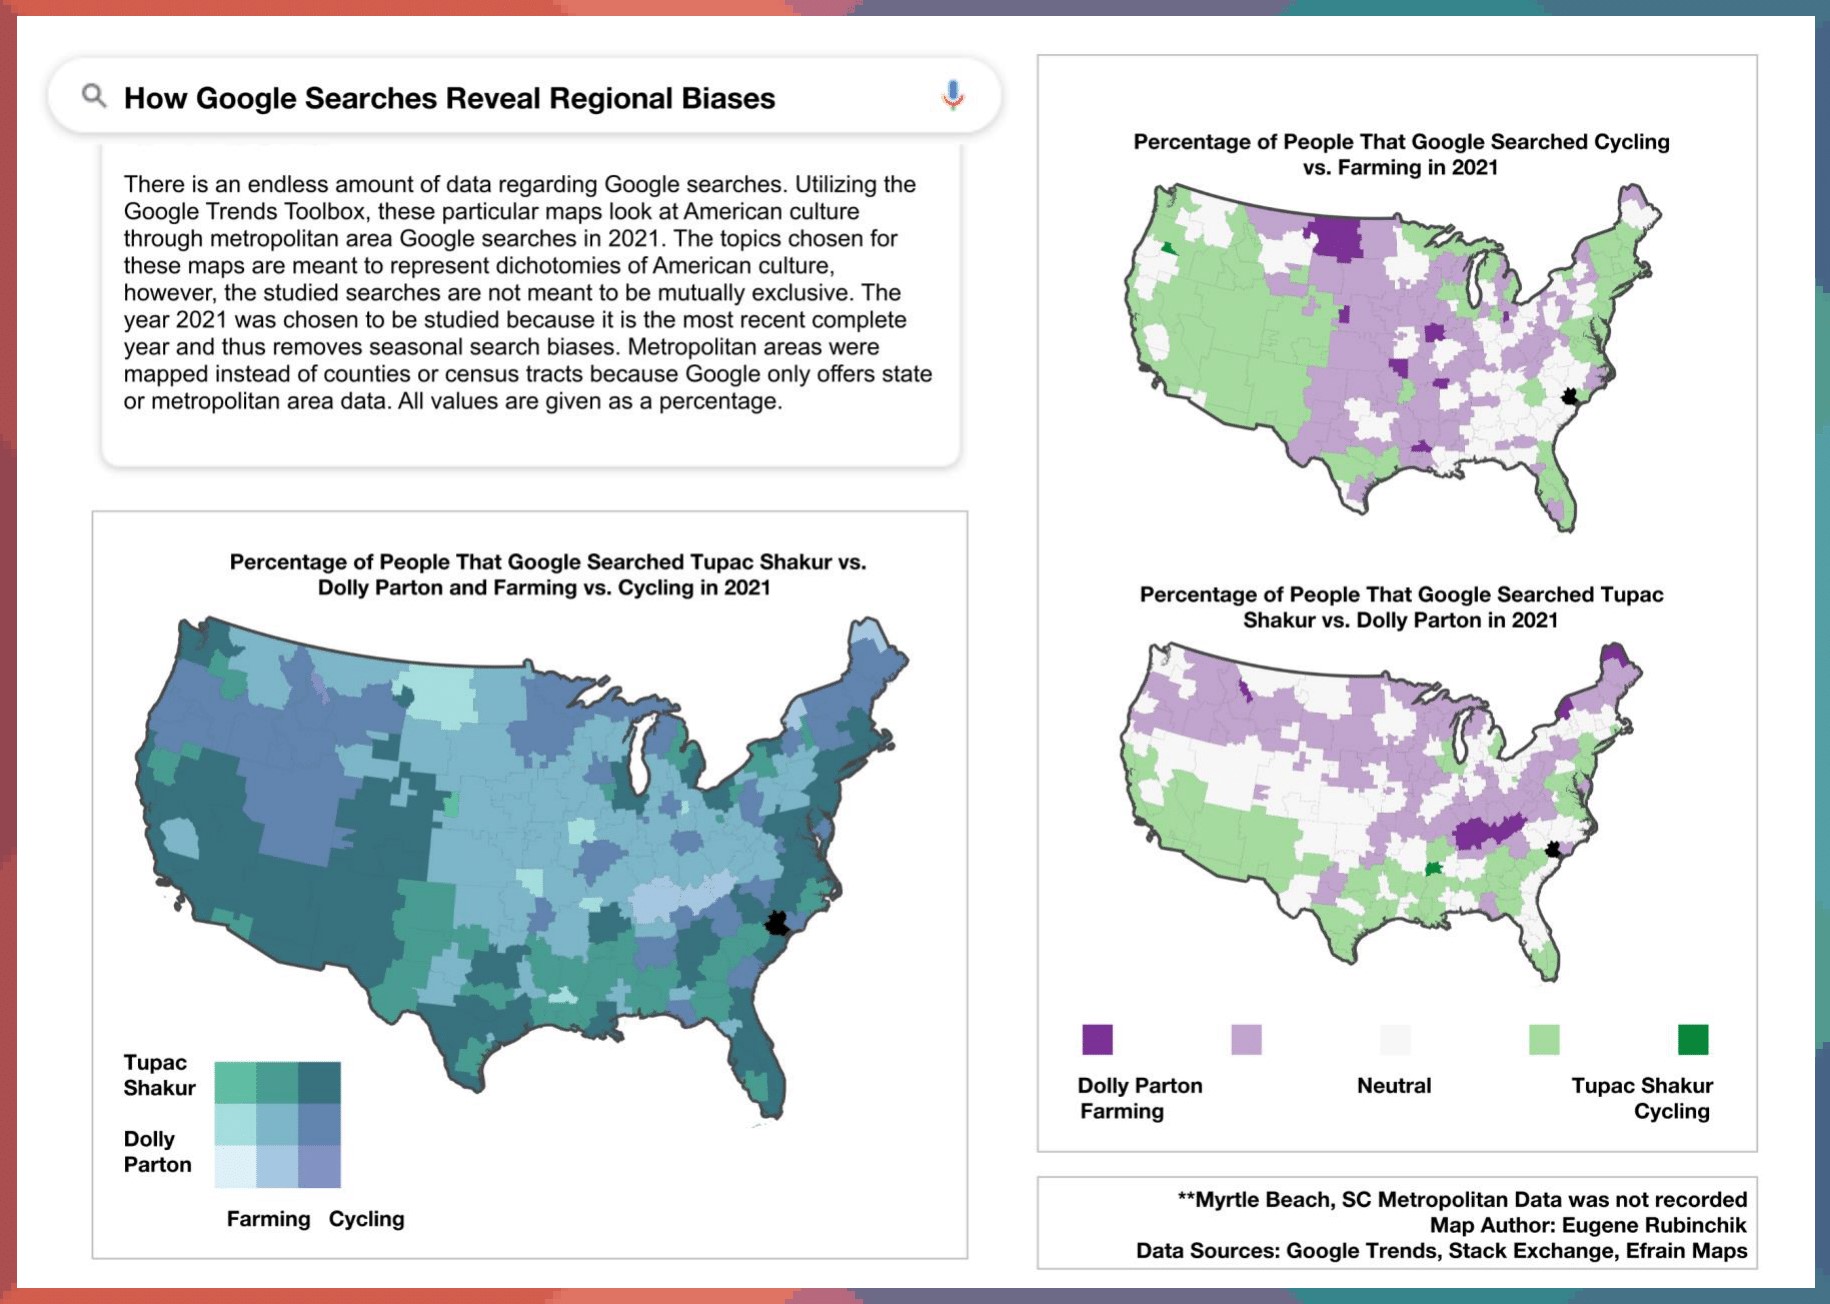 How Google Searches Reveal Regional Biases
There is an endless amount of data regarding Google searches. Utilizing the
Google Trends Toolbox, these particular maps look at American culture
through metropolitan area Google searches in 2021. The topics chosen for
these maps are meant to represent dichotomies of American culture,
however, the studied searches are not meant to be mutually exclusive. The
year 2021 was chosen to be studied because it is the most recent complete
year and thus removes seasonal search biases. Metropolitan areas were
mapped instead of counties or census tracts because Google only offers state
or metropolitan area data. All values are given as a percentage.
Percentage of People That Google Searched Tupac Shakur vs.
Dolly Parton and Farming vs. Cycling in 2021
Tupac
Shakur
Dolly
Parton
Farming Cycling
Percentage of People That Google Searched Cycling
vs. Farming in 2021
Percentage of People That Google Searched Tupac
Shakur vs. Dolly Parton in 2021
Dolly Parton Neutral Tupac Shakur
Farming Cycling
**Myrtle Beach, SC Metropolitan Data was not recorded
Map Author: Eugene Rubinchik
Data Sources: Google Trends, Stack Exchange, Efrain Maps